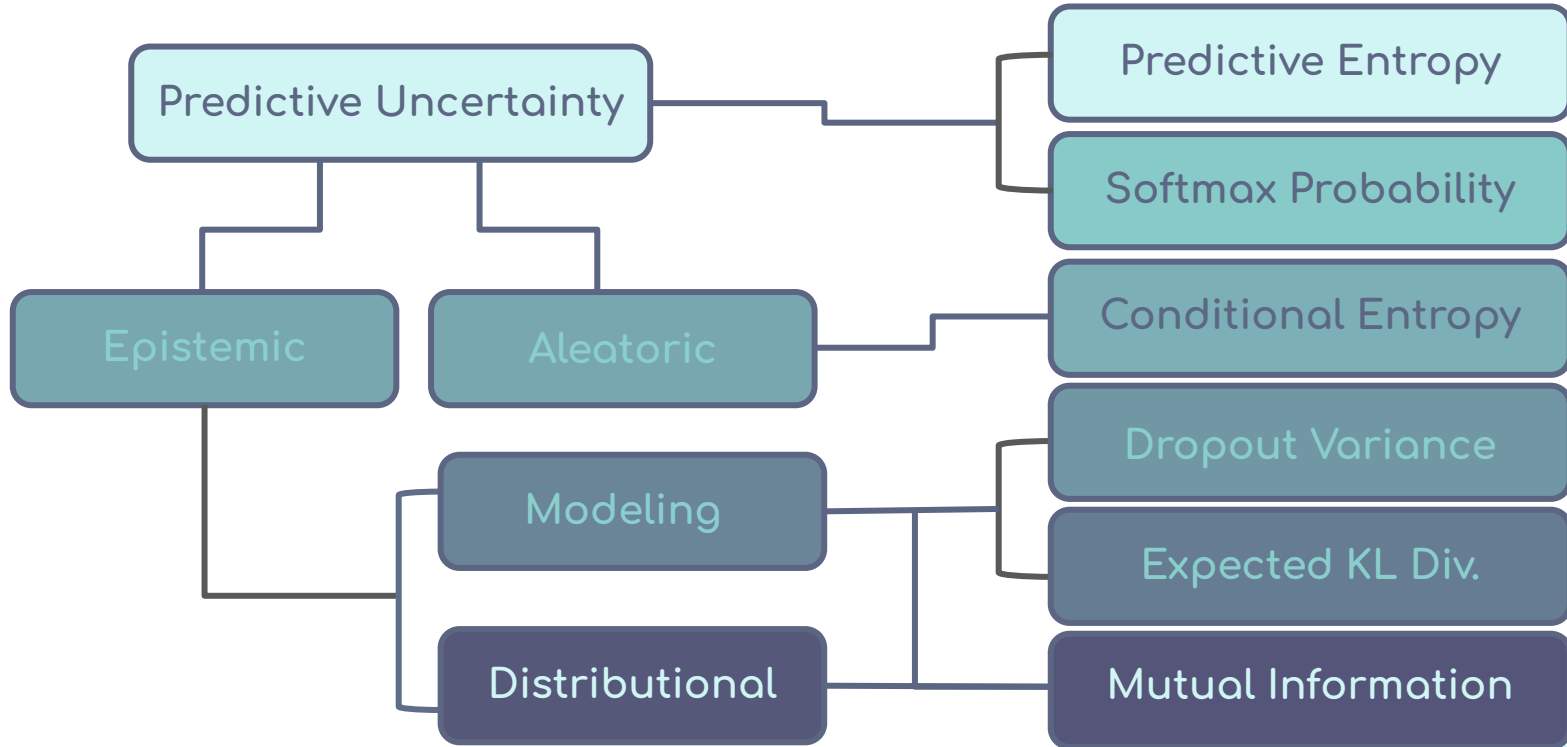 Predictive Uncertainty
Epistemic
Aleatoric
Modeling
Distributional
Predictive Entropy
Softmax Probability
Conditional Entropy
Dropout Variance
Expected KL Div.
Mutual Information